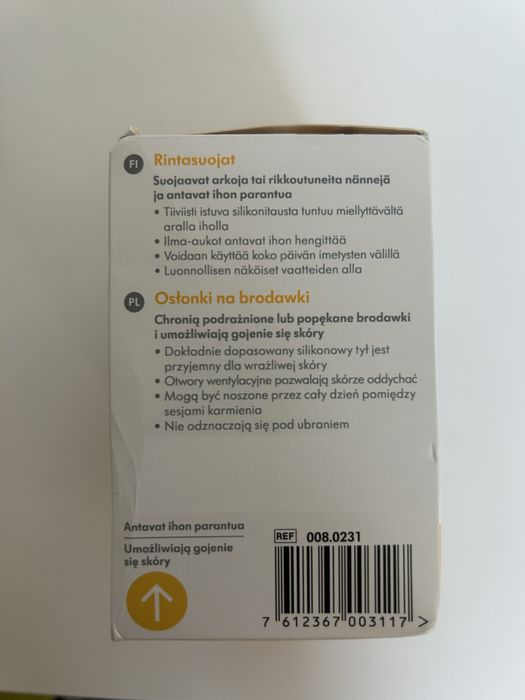 FI Rintasuojat
Suojaavat arkoja tai rikkoutuneita nännejä
ja antavat ihon parantua
• Tiiviisti istuva silikonitausta tuntuu miellyttävältä
aralla iholla
• Ilma-aukot antavat ihon hengittää
• Voidaan käyttää koko päivän imetysten välillä
• Luonnollisen näköiset vaatteiden alla
PL Osłonki na brodawki
Chronią podrażnione lub popękane brodawki
i umożliwiają gojenie się skóry
• Dokładnie dopasowany silikonowy tył jest
przyjemny dla wrażliwej skóry
• Otwory wentylacyjne pozwalają skórze oddychać
• Mogą być noszone przez cały dzień pomiędzy
sesjami karmienia
• Nie odznaczają się pod ubraniem
Antavat ihon parantua
Umożliwiają gojenie
się skóry
REF 008.0231
7 612367 003117 >